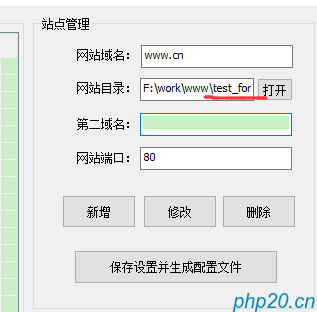 站点管理
网站域名： www.cn
网站目录： F:\work\www\test_for 打开
第二域名：
网站端口： 80
新增 修改 删除
保存设置并生成配置文件
php20.cn